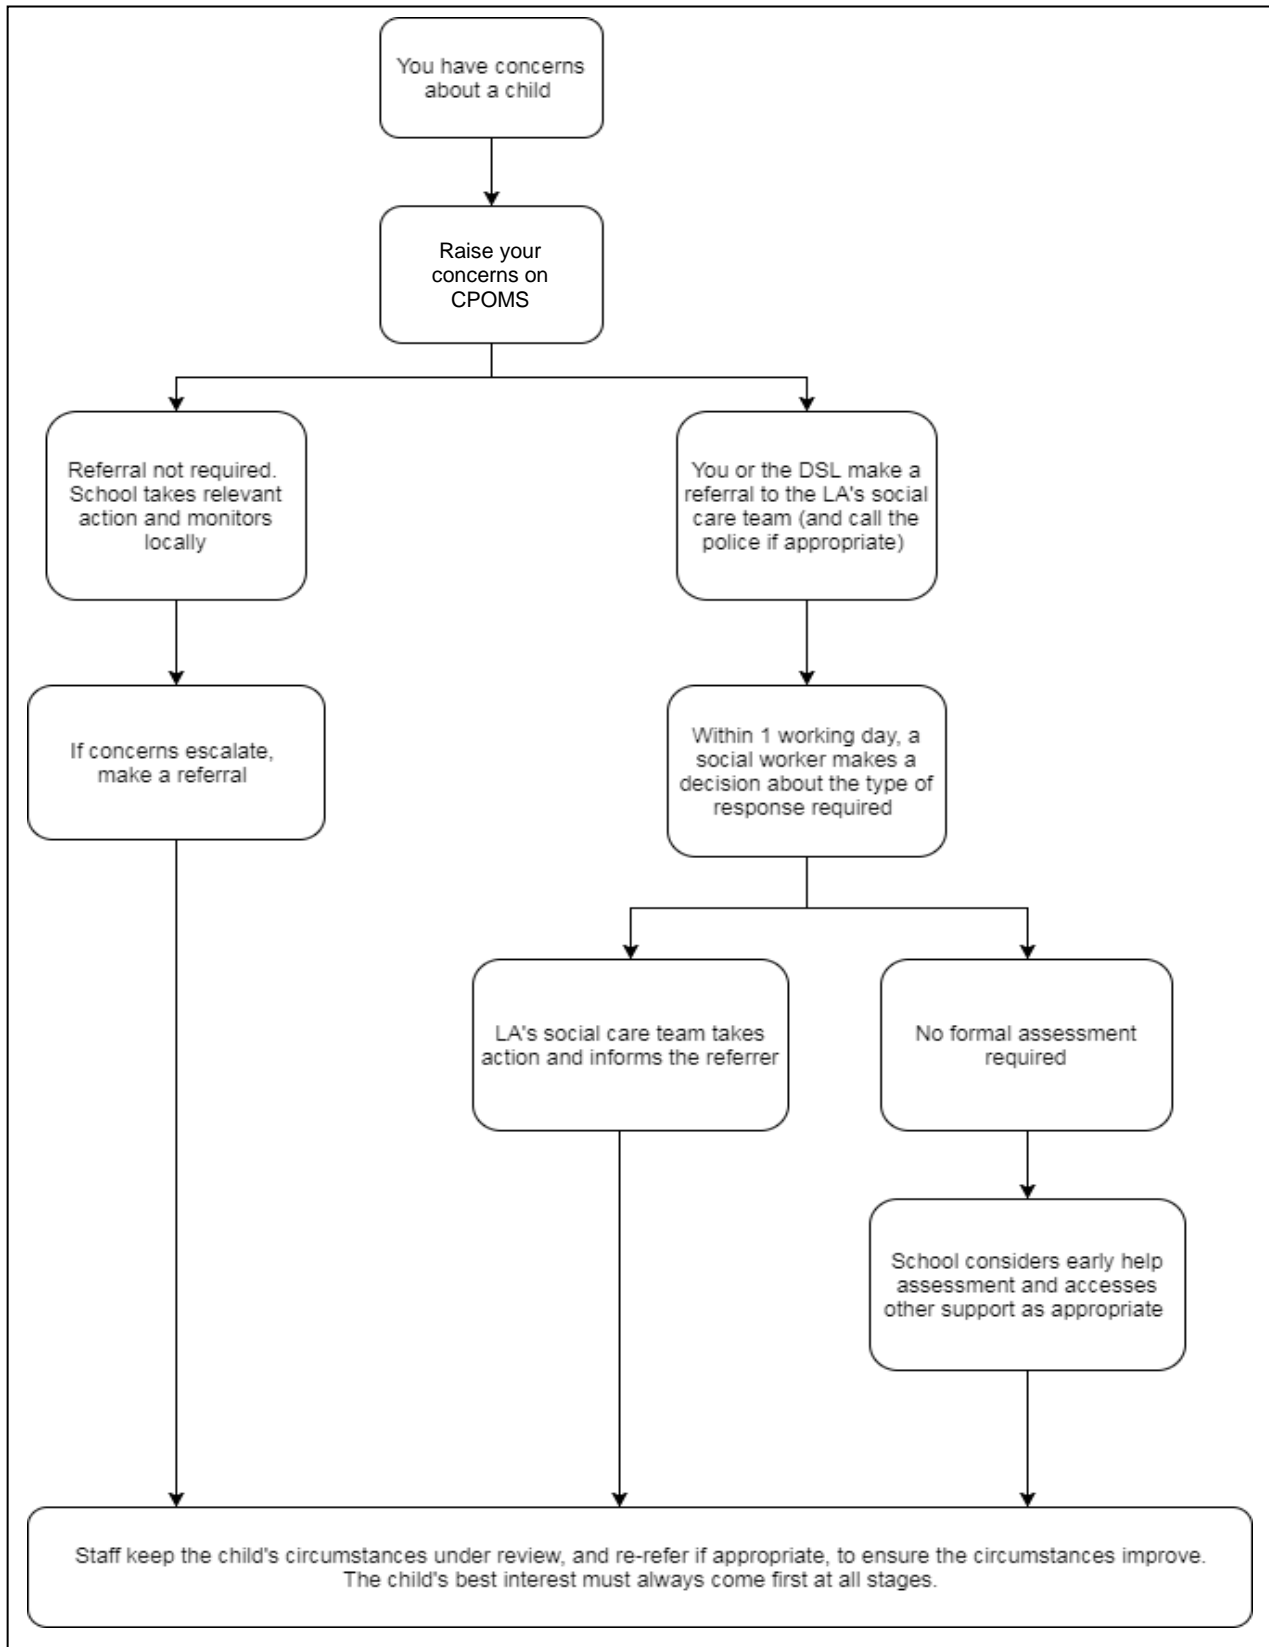 You have concerns
about a child
Raise your
concerns on
CPOMS
Referral not required.
School takes relevant
action and monitors
locally
You or the DSL make a
referral to the LA's social
care team (and call the
police if appropriate)
If concerns escalate,
make a referral
Within 1 working day, a
social worker makes a
decision about the type of
response required
LA's social care team takes
action and informs the referrer
No formal assessment
required
School considers early help
assessment and accesses
other support as appropriate
Staff keep the child's circumstances under review, and re-refer if appropriate, to ensure the circumstances improve.
The child's best interest must always come first at all stages.